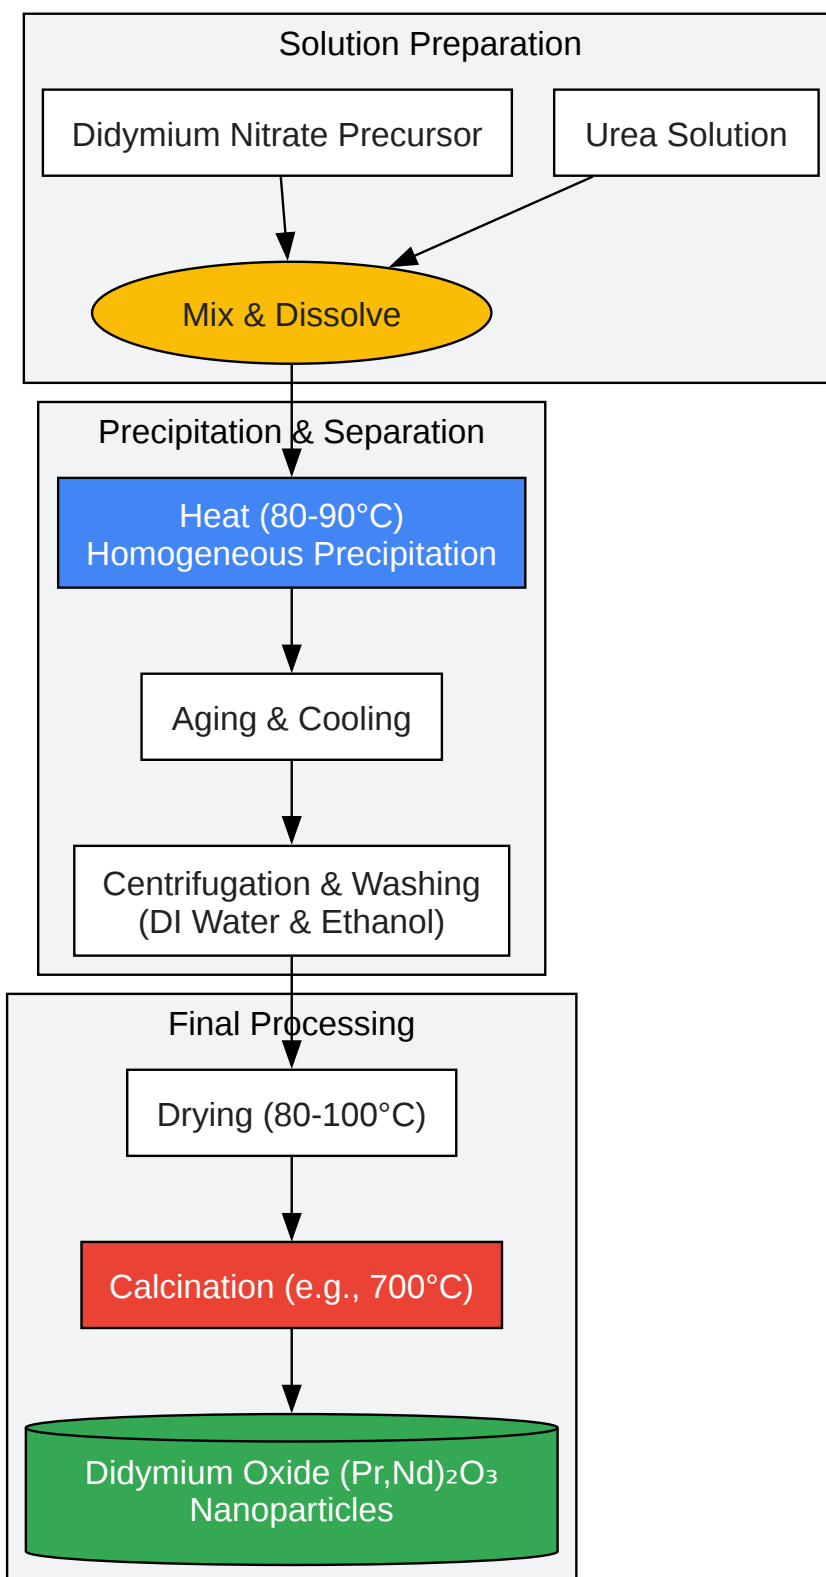 Solution Preparation
Didymium Nitrate Precursor
Urea Solution
Mix & Dissolve
Precipitation & Separation
Heat (80-90°C)
Homogeneous Precipitation
Aging & Cooling
Centrifugation & Washing
(DI Water & Ethanol)
Final Processing
Drying (80-100°C)
Calcination (e.g., 700°C)
Didymium Oxide (Pr,Nd)₂O₃
Nanoparticles